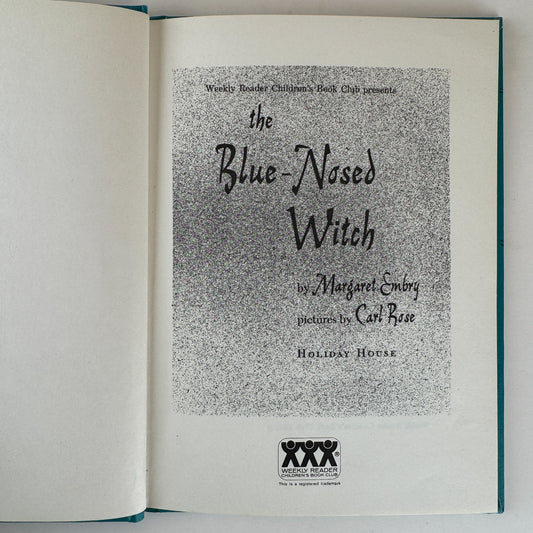 Weekly Reader Children's Book Club presents
the
Blue-Nosed
Witch
by Margaret Embry
pictures by Carl Rose
HOLIDAY HOUSE
XXX®
WEEKLY READER
CHILDREN'S BOOK CLUB
This is a registered trademark